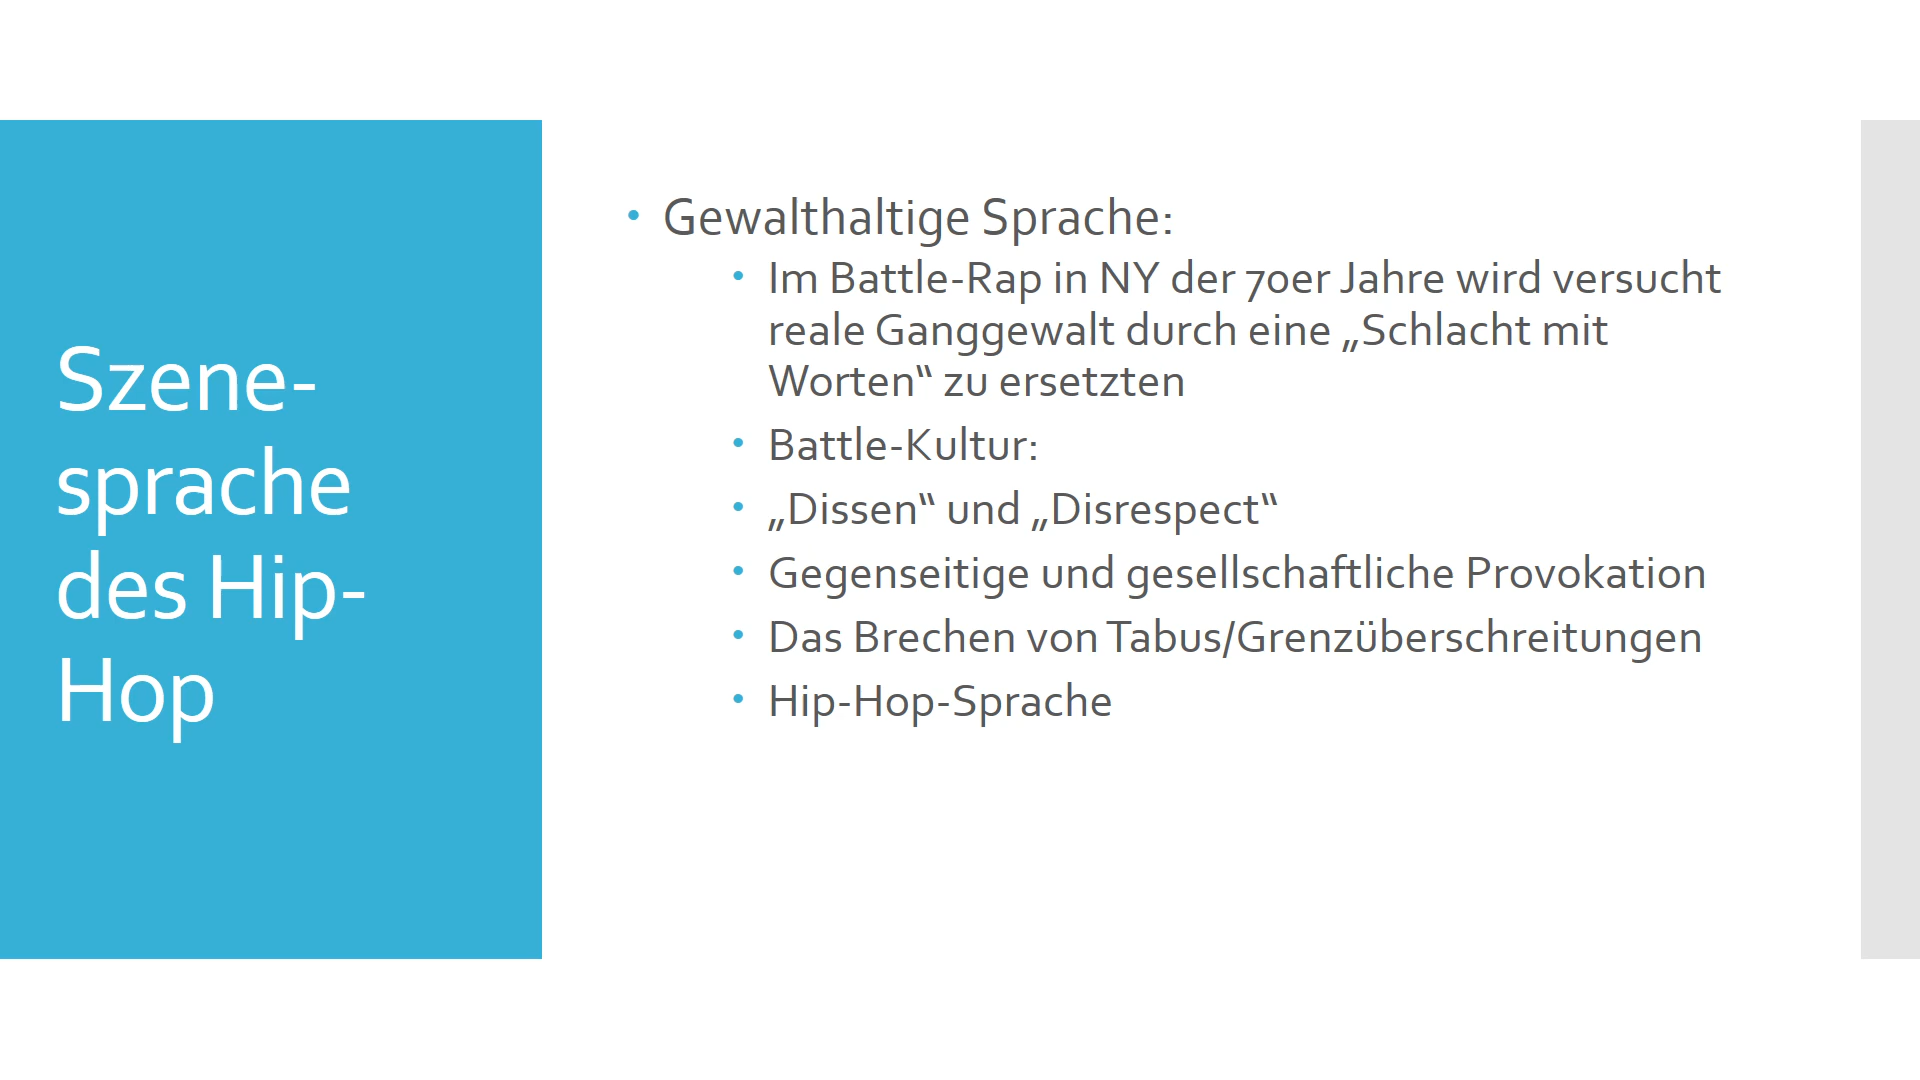 Szene-
sprache
des Hip-
Hop
• Gewalthaltige Sprache:
• Im Battle-Rap in NY der 70er Jahre wird versucht
reale Ganggewalt durch eine „Schlacht mit
Worten“ zu ersetzten
• Battle-Kultur:
• „Dissen“ und „Disrespect“
• Gegenseitige und gesellschaftliche Provokation
• Das Brechen von Tabus/Grenzüberschreitungen
• Hip-Hop-Sprache